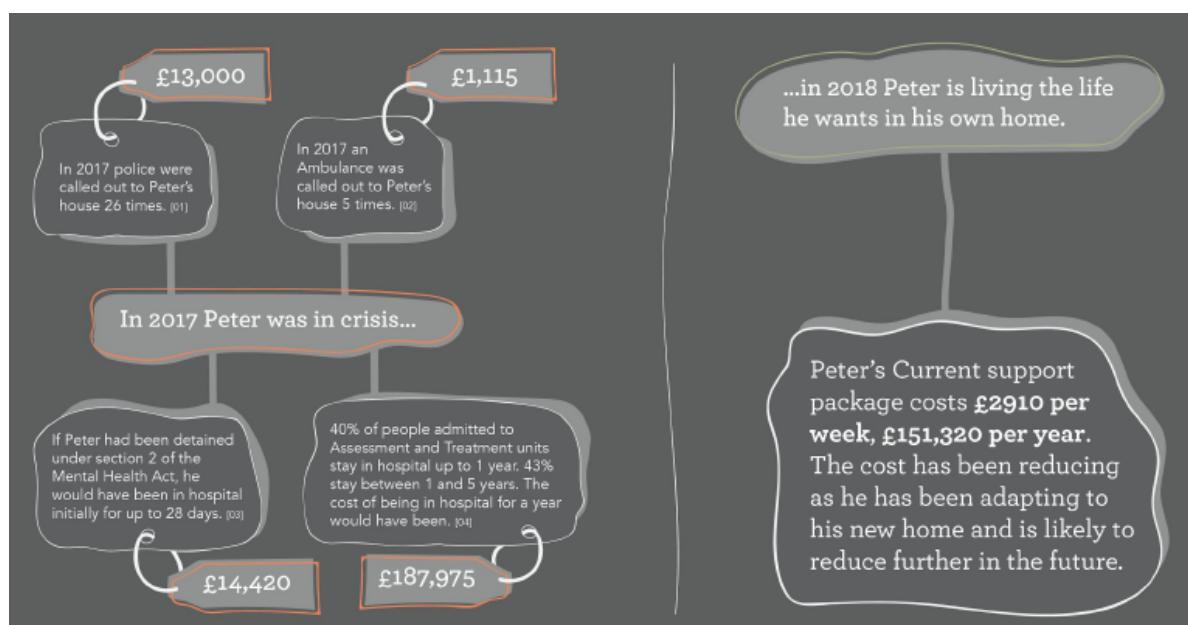 £13,000
In 2017 police were
called out to Peter's
house 26 times. [01]
£1,115
In 2017 an
Ambulance was
called out to Peter's
house 5 times. [02]
In 2017 Peter was in crisis...
If Peter had been detained
under section 2 of the
Mental Health Act, he
would have been in hospital
initially for up to 28 days. [03]
£14,420
40% of people admitted to
Assessment and Treatment units
stay in hospital up to 1 year. 43%
stay between 1 and 5 years. The
cost of being in hospital for a year
would have been. [04]
£187,975
...in 2018 Peter is living the life
he wants in his own home.
Peter's Current support
package costs £2910 per
week, £151,320 per year.
The cost has been reducing
as he has been adapting to
his new home and is likely to
reduce further in the future.